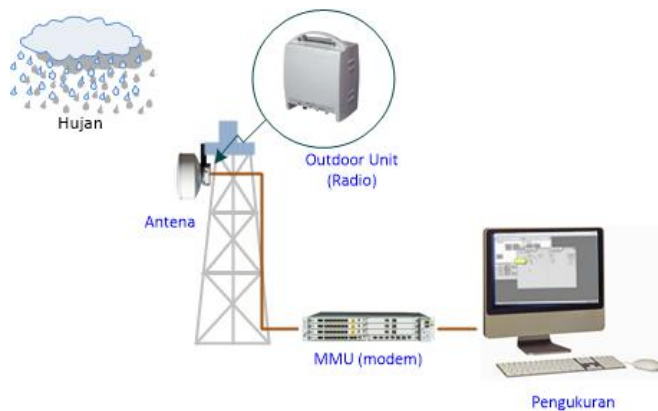 Hujan
Outdoor Unit
(Radio)
Antena
MMU (modem)
Pengukuran